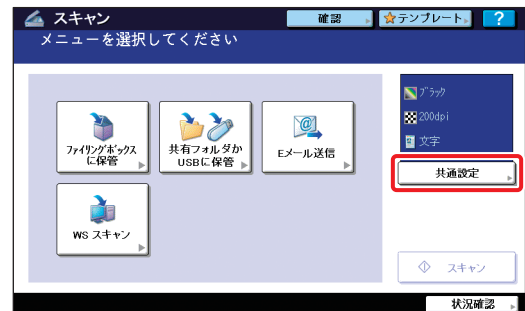 スキャン
確認
テンプレート
?
メニューを選択してください
ブラック
200dpi
文字
共通設定
ファイリングボックス
に保管
共有フォルダか
USBに保管
Eメール送信
WS スキャン
スキャン
状況確認